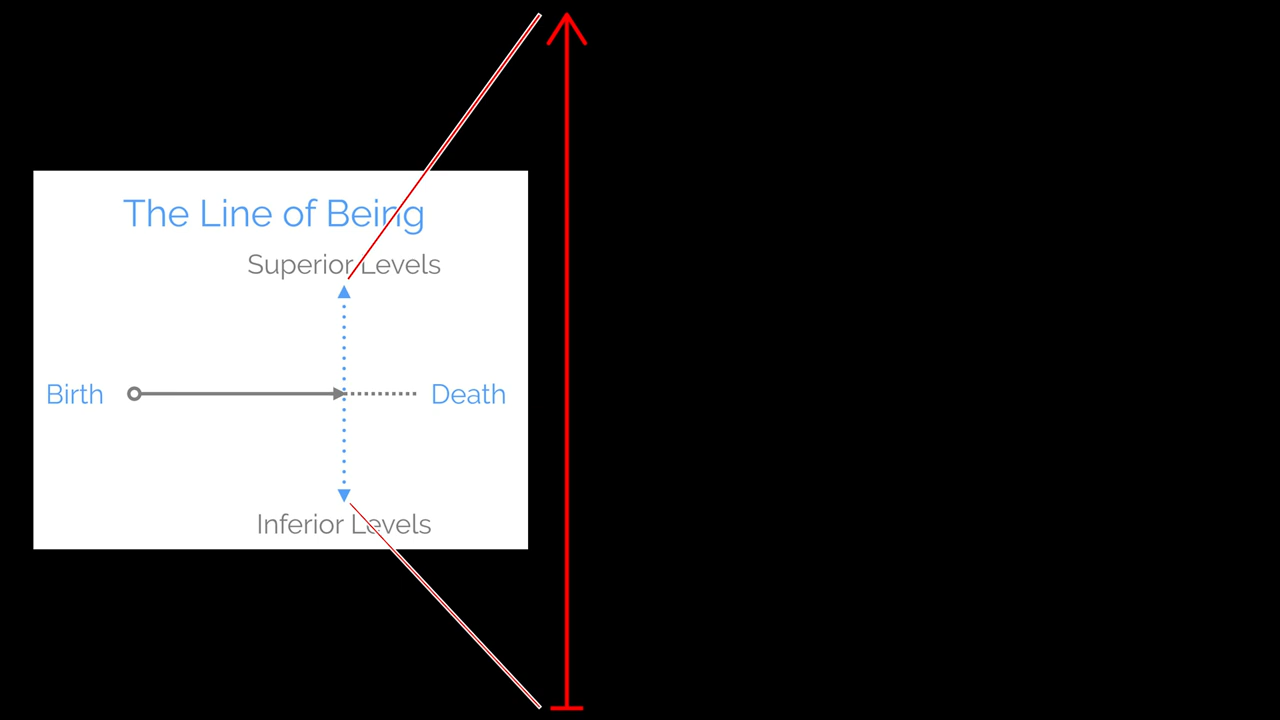 The Line of Being
Superior Levels
Birth
Death
Inferior Levels